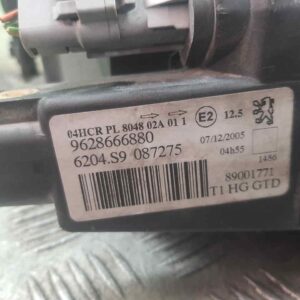 04HCR PL 8048 02A 01 1 E2 12.5
9628666880 07/12/2005
6204.S9 087275 04h55
1486
89001771
T1 HG GTD